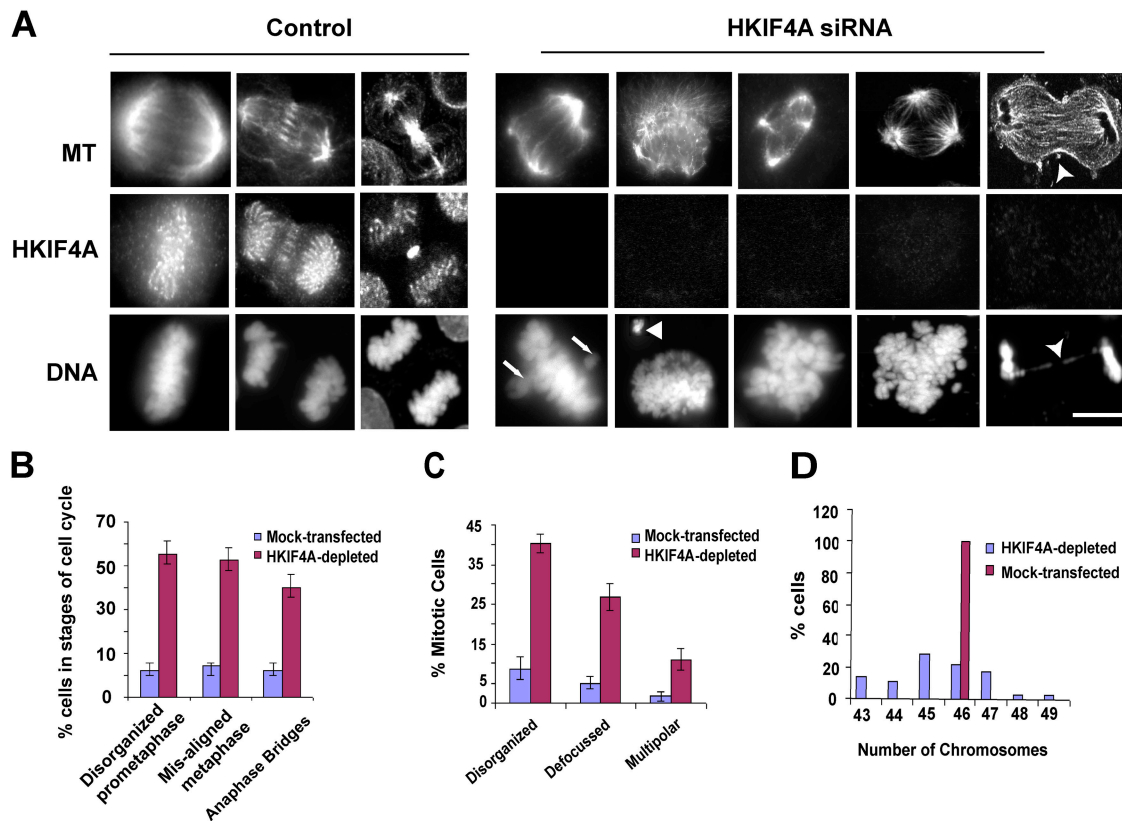 A
Control
HKIF4A siRNA
MT
HKIF4A
DNA
B
% cells in stages of cell cycle
70
50
30
10
0
Mock-transfected
HKIF4A-depleted
Disorganized
prometaphase
Mis-aligned
metaphase
Anaphase Bridges
C
% Mitotic Cells
45
35
25
15
5
0
Mock-transfected
HKIF4A-depleted
Disorganized
Defocussed
Multipolar
D
% cells
120
100
80
60
40
20
0
HKIF4A-depleted
Mock-transfected
43 44 45 46 47 48 49
Number of Chromosomes